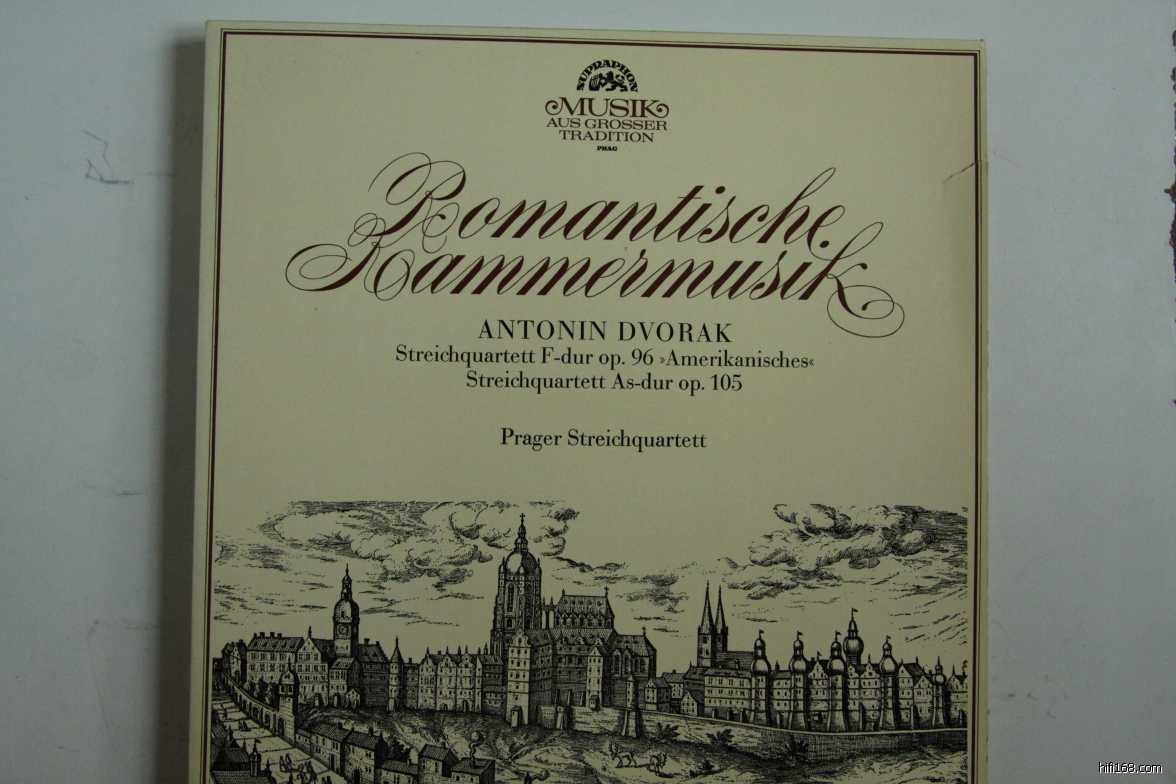 SUPRAPHON
MUSIK
AUS GROSSER
TRADITION
PRAG
Romantische
Kammermusik
ANTONIN DVORAK
Streichquartett F-dur op. 96 »Amerikanisches«
Streichquartett As-dur op. 105
Prager Streichquartett
hifi168.com